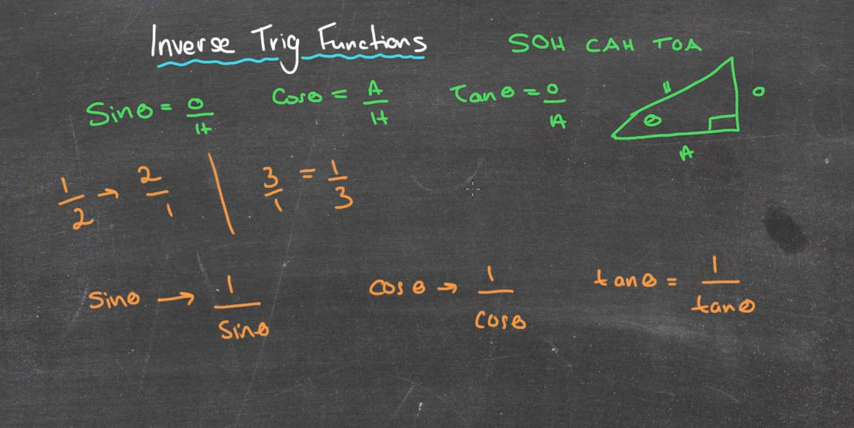 Inverse Trig Functions
SOH CAH TOA
Sinθ = O/H
Cosθ = A/H
Tanθ = O/A
H
θ
O
A
1/2 → 2/1 | 3/1 = 1/3
sinθ → 1/sinθ
cosθ → 1/cosθ
tanθ = 1/tanθ